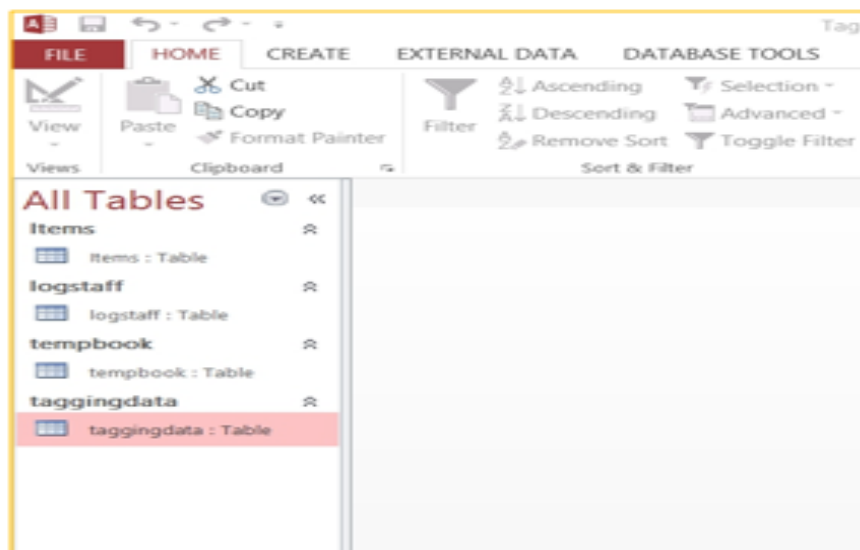 Tag
FILE HOME CREATE EXTERNAL DATA DATABASE TOOLS
View
Paste
Cut
Copy
Format Painter
Filter
Ascending
Descending
Remove Sort
Selection
Advanced
Toggle Filter
Views Clipboard Sort & Filter
All Tables
Items
Items : Table
logstaff
logstaff : Table
tempbook
tempbook : Table
taggingdata
taggingdata : Table